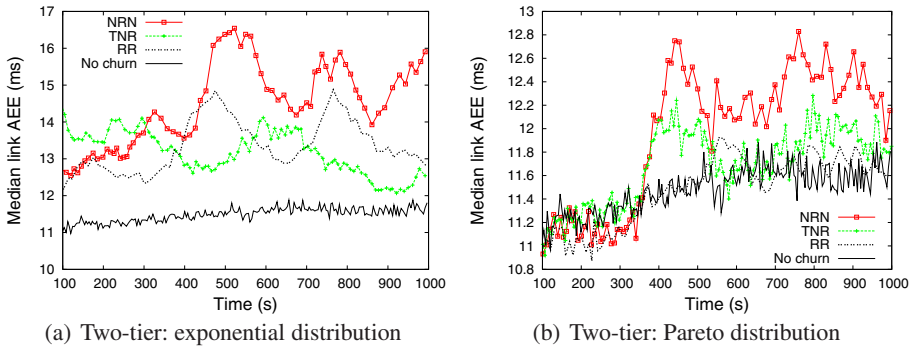 NRN
TNR
RR
No churn
Median link AEE (ms)
17
16
15
14
13
12
11
10
100 200 300 400 500 600 700 800 900 1000
Time (s)
(a) Two-tier: exponential distribution
Median link AEE (ms)
13
12.8
12.6
12.4
12.2
12
11.8
11.6
11.4
11.2
11
10.8
NRN
TNR
RR
No churn
100 200 300 400 500 600 700 800 900 1000
Time (s)
(b) Two-tier: Pareto distribution